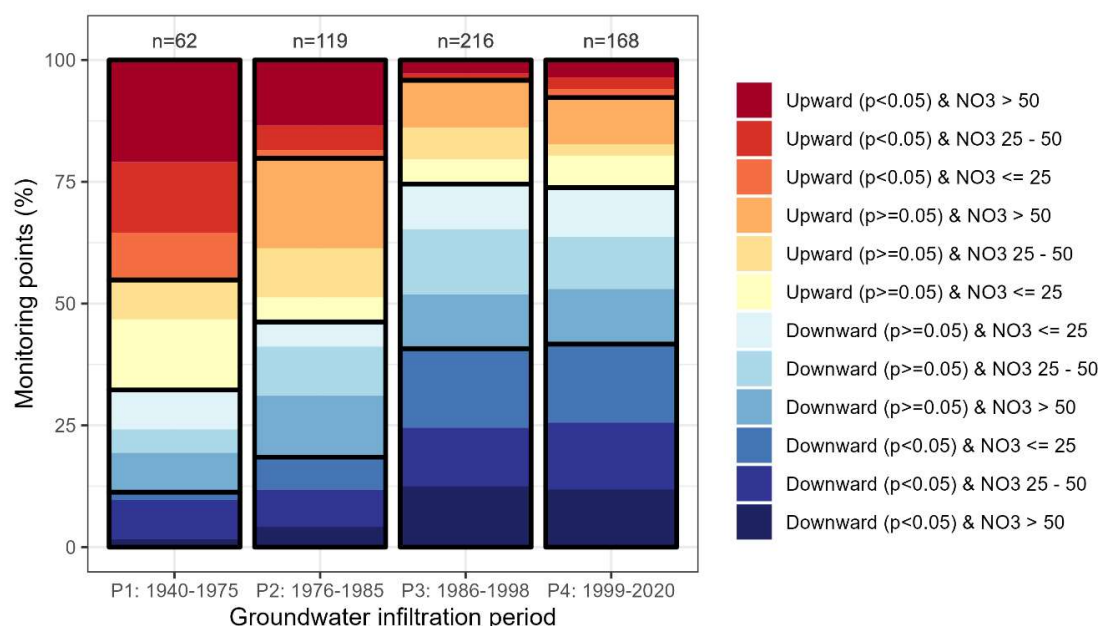 n=62 n=119 n=216 n=168
100
75
50
25
0
Monitoring points (%)
P1: 1940-1975 P2: 1976-1985 P3: 1986-1998 P4: 1999-2020
Groundwater infiltration period
Upward (p<0.05) & NO3 > 50
Upward (p<0.05) & NO3 25 - 50
Upward (p<0.05) & NO3 <= 25
Upward (p>=0.05) & NO3 > 50
Upward (p>=0.05) & NO3 25 - 50
Upward (p>=0.05) & NO3 <= 25
Downward (p>=0.05) & NO3 <= 25
Downward (p>=0.05) & NO3 25 - 50
Downward (p>=0.05) & NO3 > 50
Downward (p<0.05) & NO3 <= 25
Downward (p<0.05) & NO3 25 - 50
Downward (p<0.05) & NO3 > 50